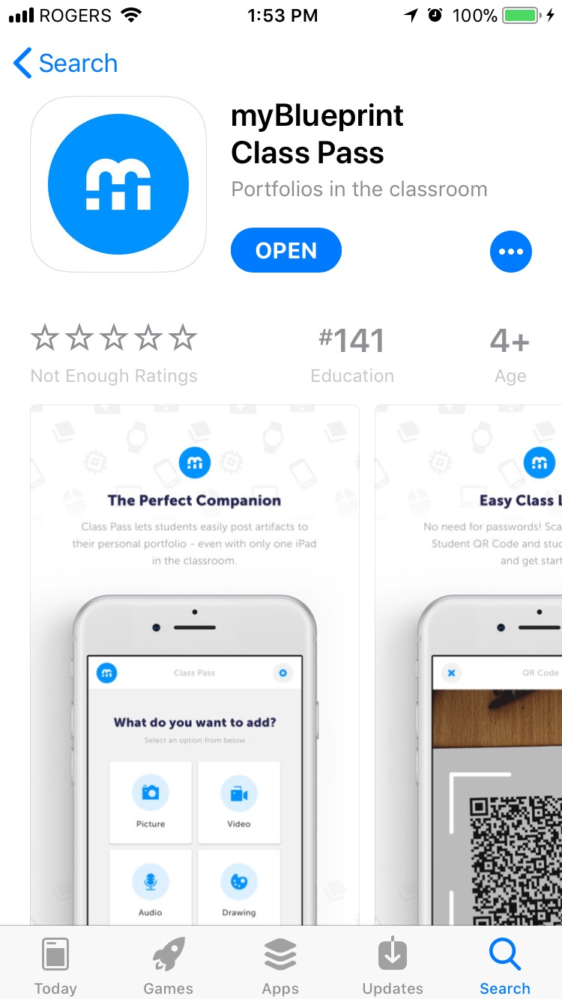 ROGERS 1:53 PM 100%
Search
myBlueprint
Class Pass
Portfolios in the classroom
OPEN
#141
4+
Not Enough Ratings
Education
Age
The Perfect Companion
Class Pass lets students easily post artifacts to
their personal portfolio - even with only one iPad
in the classroom.
Class Pass
What do you want to add?
Select an option from below
Picture
Video
Audio
Drawing
Easy Class L
No need for passwords! Sca
Student QR Code and stud
and get start
QR Code
Today
Games
Apps
Updates
Search